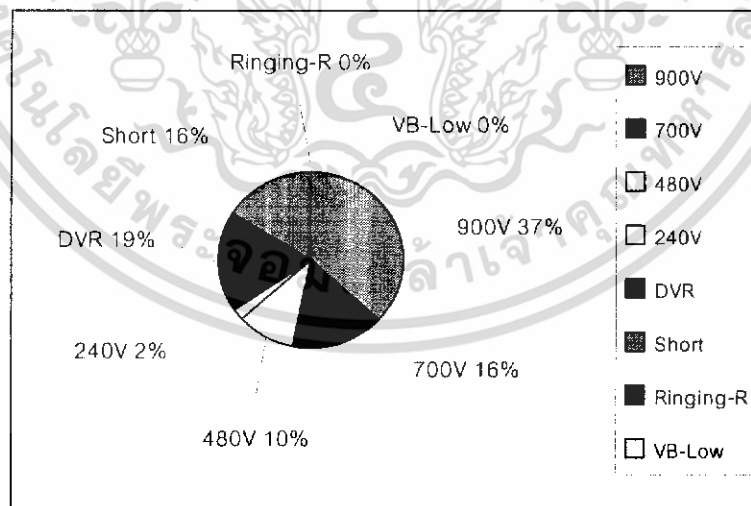 Ringing-R 0%
VB-Low 0%
Short 16%
900V 37%
DVR 19%
240V 2%
700V 16%
480V 10%
900V
700V
480V
240V
DVR
Short
Ringing-R
VB-Low